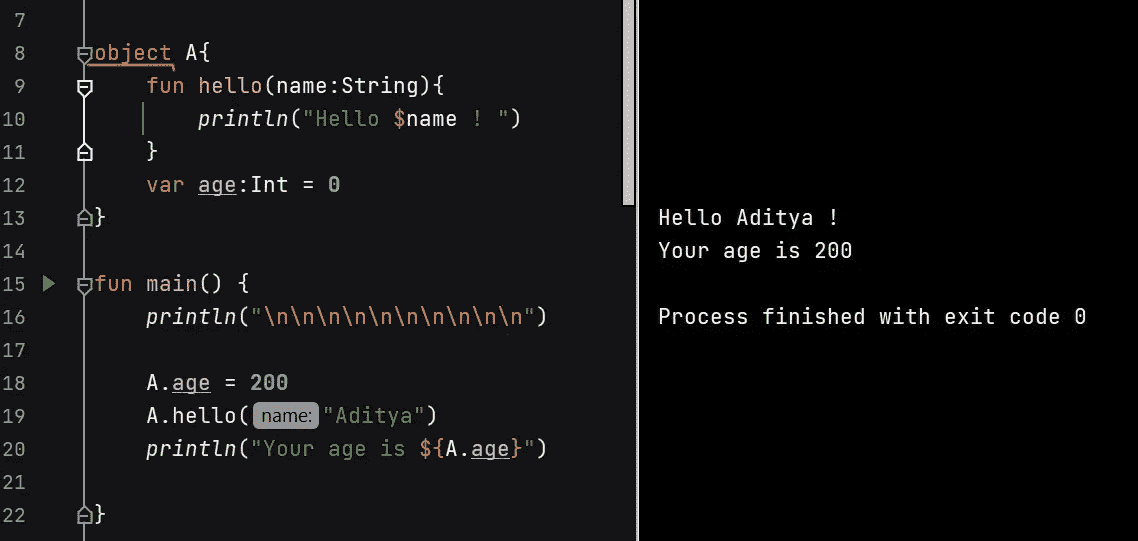 7
8 object A{
9 fun hello(name:String){
10 println("Hello $name ! ")
11 }
12 var age:Int = 0
13 }
14
15 fun main() {
16 println("\n\n\n\n\n\n\n\n\n\n")
17
18 A.age = 200
19 A.hello( name: "Aditya")
20 println("Your age is ${A.age}")
21
22 }
Hello Aditya !
Your age is 200
Process finished with exit code 0